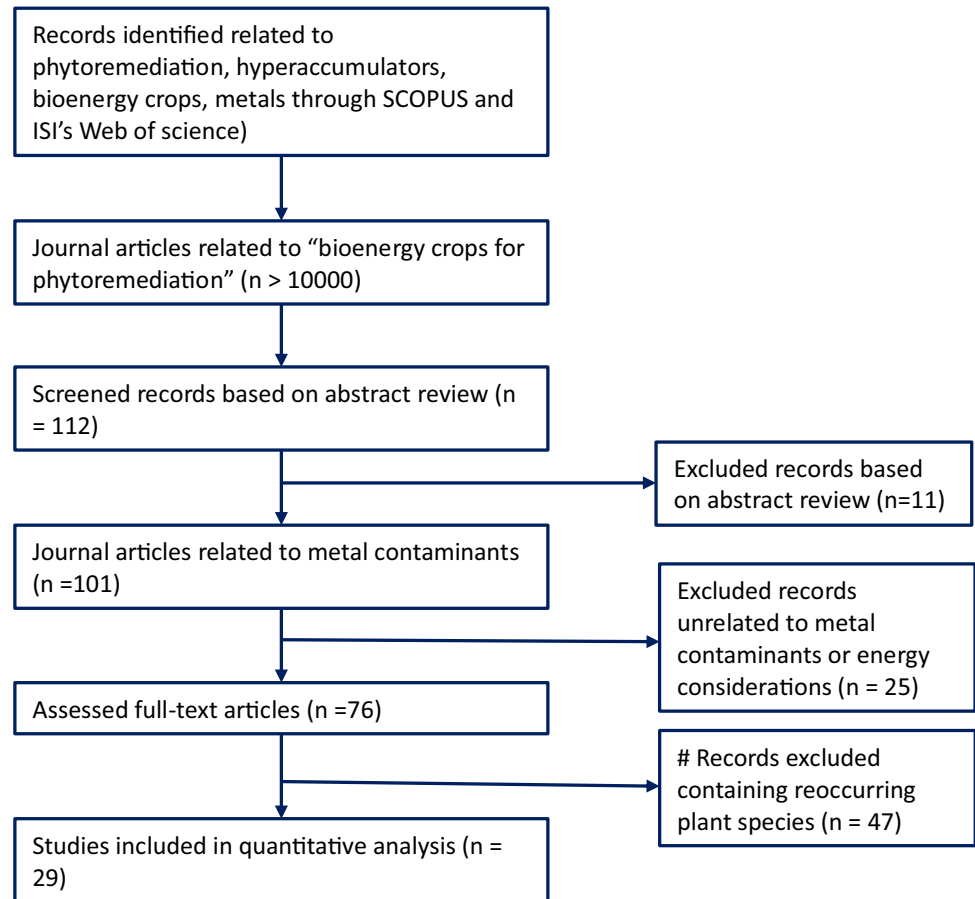 Records identified related to
phytoremediation, hyperaccumulators,
bioenergy crops, metals through SCOPUS and
ISI’s Web of science)
Journal articles related to “bioenergy crops for
phytoremediation” (n > 10000)
Screened records based on abstract review (n
= 112)
Excluded records based
on abstract review (n=11)
Journal articles related to metal contaminants
(n =101)
Excluded records
unrelated to metal
contaminants or energy
considerations (n = 25)
Assessed full-text articles (n =76)
# Records excluded
containing reoccurring
plant species (n = 47)
Studies included in quantitative analysis (n =
29)